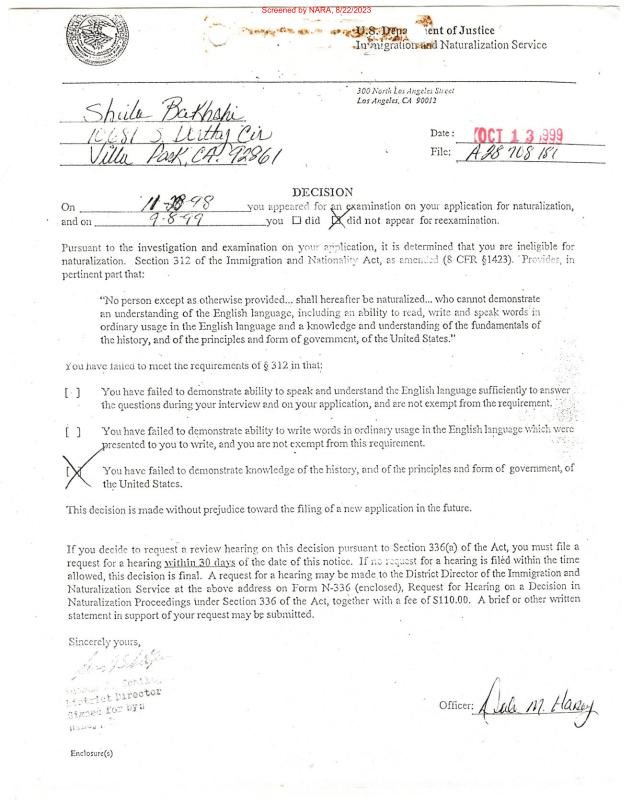 Screened by NARA, 8/22/2023
U.S. Department of Justice
Immigration and Naturalization Service
300 North Los Angeles Street
Los Angeles, CA 90012
Sheila Bakhshi
10681 S. Cir
Villa Park, CA. 92861
Date: OCT 13 1999
File: A28 708 181
DECISION
On 11-28-98 you appeared for an examination on your application for naturalization,
and on 9-8-99 you ☐ did ☒ did not appear for reexamination.
Pursuant to the investigation and examination on your application, it is determined that you are ineligible for
naturalization. Section 312 of the Immigration and Nationality Act, as amended (8 CFR §1423). Provides, in
pertinent part that:
“No person except as otherwise provided... shall hereafter be naturalized... who cannot demonstrate
an understanding of the English language, including an ability to read, write and speak words in
ordinary usage in the English language and a knowledge and understanding of the fundamentals of
the history, and of the principles and form of government, of the United States.”
You have failed to meet the requirements of § 312 in that:
[ ] You have failed to demonstrate ability to speak and understand the English language sufficiently to answer
the questions during your interview and on your application, and are not exempt from the requirement.
[ ] You have failed to demonstrate ability to write words in ordinary usage in the English language which were
presented to you to write, and you are not exempt from this requirement.
[X] You have failed to demonstrate knowledge of the history, and of the principles and form of government, of
the United States.
This decision is made without prejudice toward the filing of a new application in the future.
If you decide to request a review hearing on this decision pursuant to Section 336(a) of the Act, you must file a
request for a hearing within 30 days of the date of this notice. If no request for a hearing is filed within the time
allowed, this decision is final. A request for a hearing may be made to the District Director of the Immigration and
Naturalization Service at the above address on Form N-336 (enclosed), Request for Hearing on a Decision in
Naturalization Proceedings under Section 336 of the Act, together with a fee of $110.00. A brief or other written
statement in support of your request may be submitted.
Sincerely yours,
District Director
Signed for by:
Officer: Dale M. Haney
Enclosure(s)